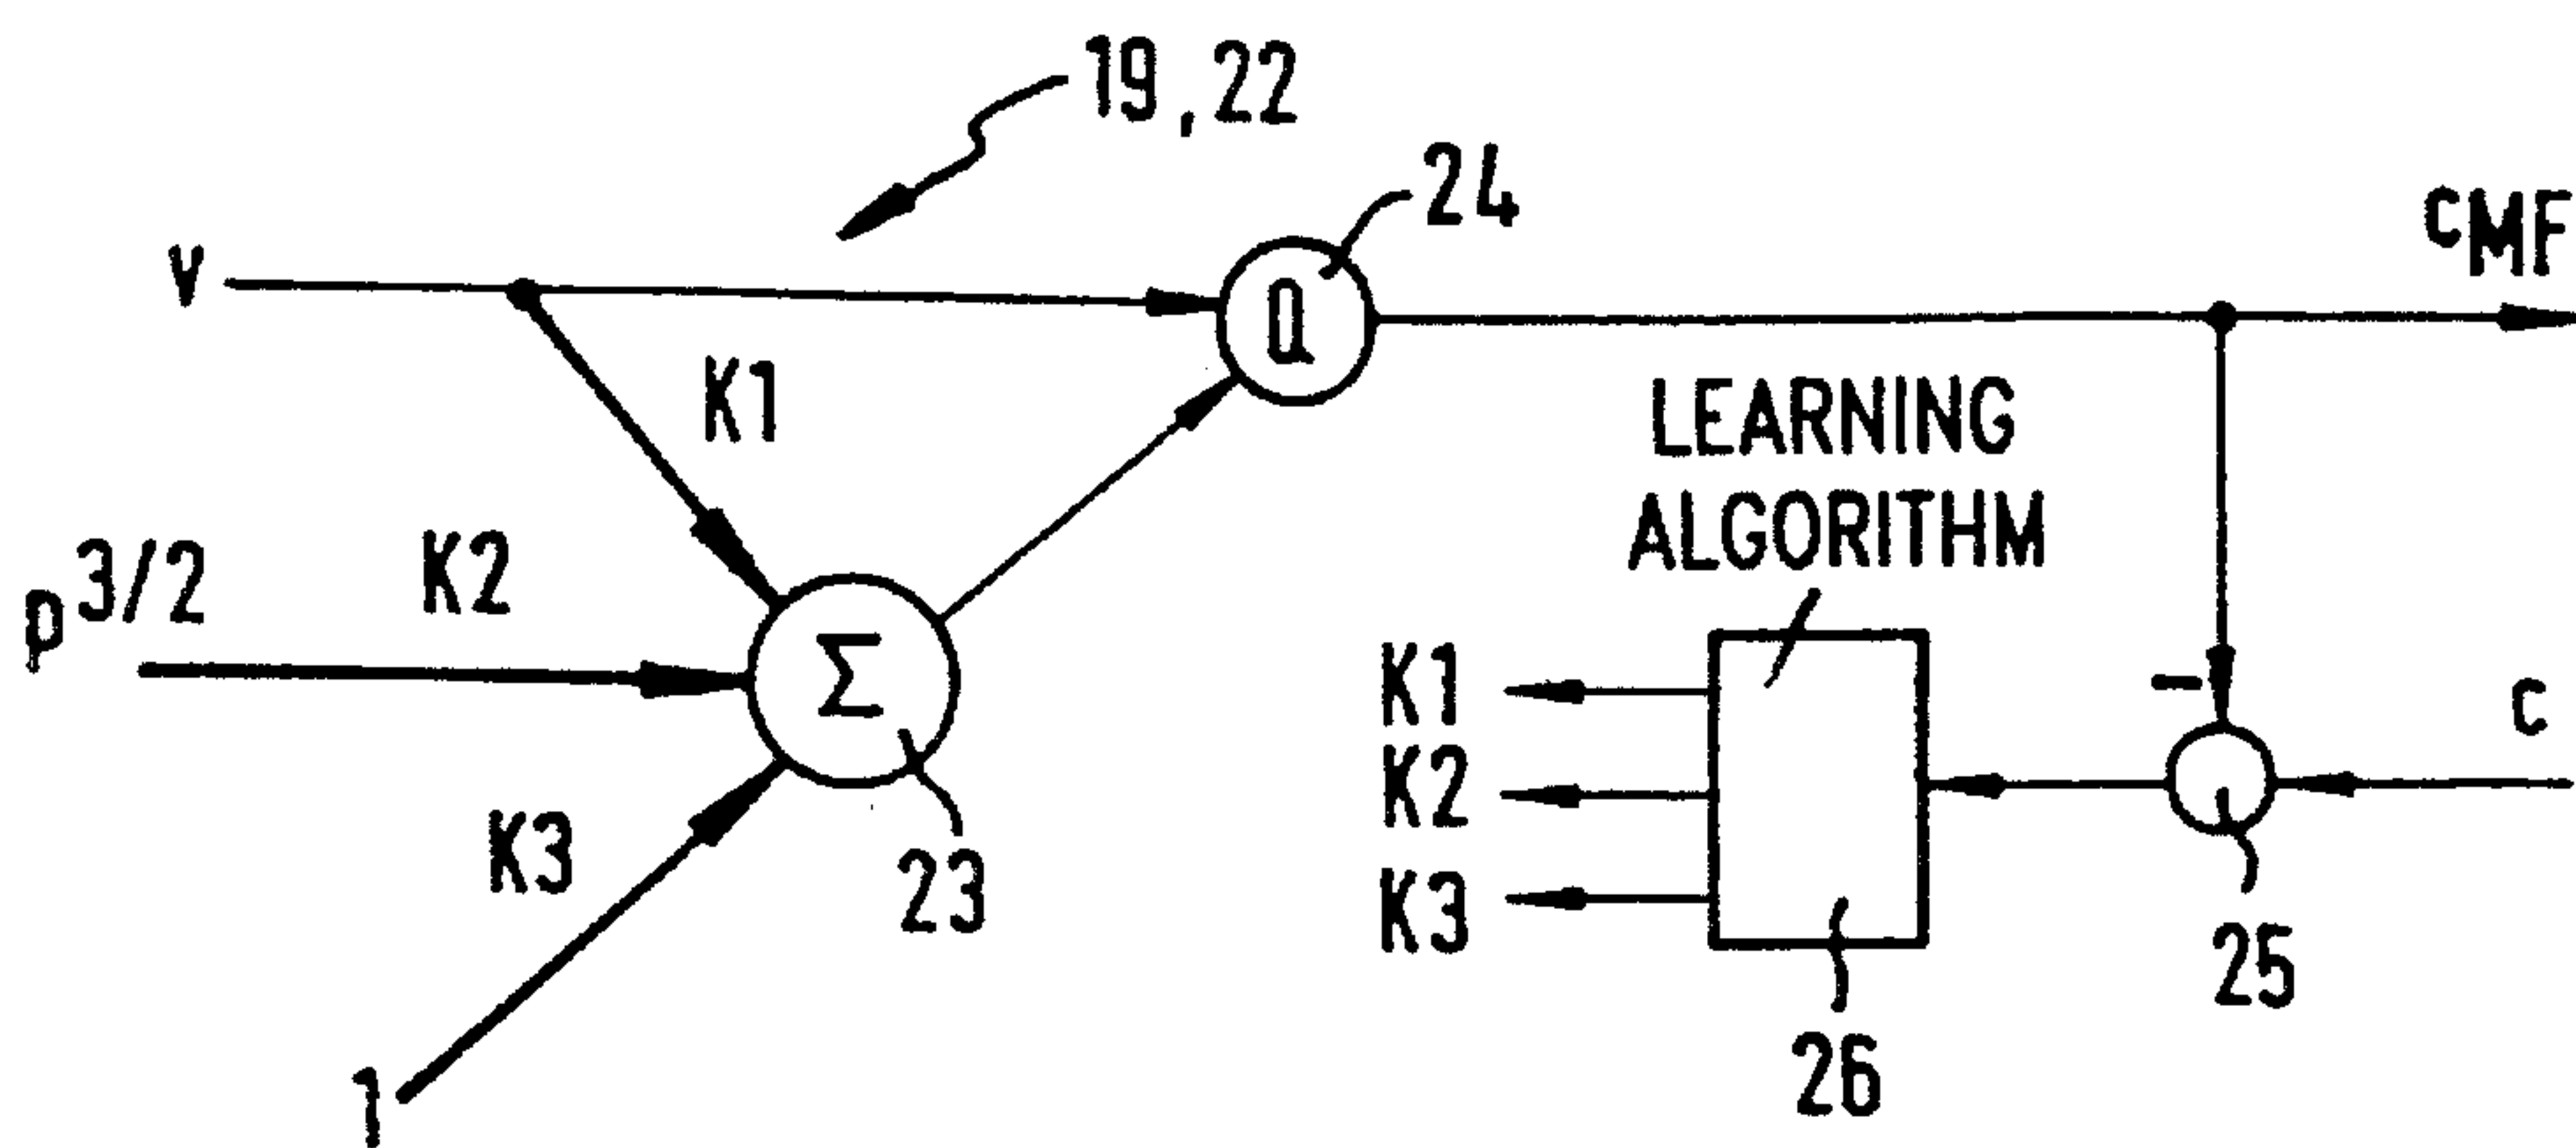 19,22
24
v
Q
cMF
K1
LEARNING
ALGORITHM
K2
p3/2
Σ
K1
K2
K3
-
c
K3
23
25
26
1